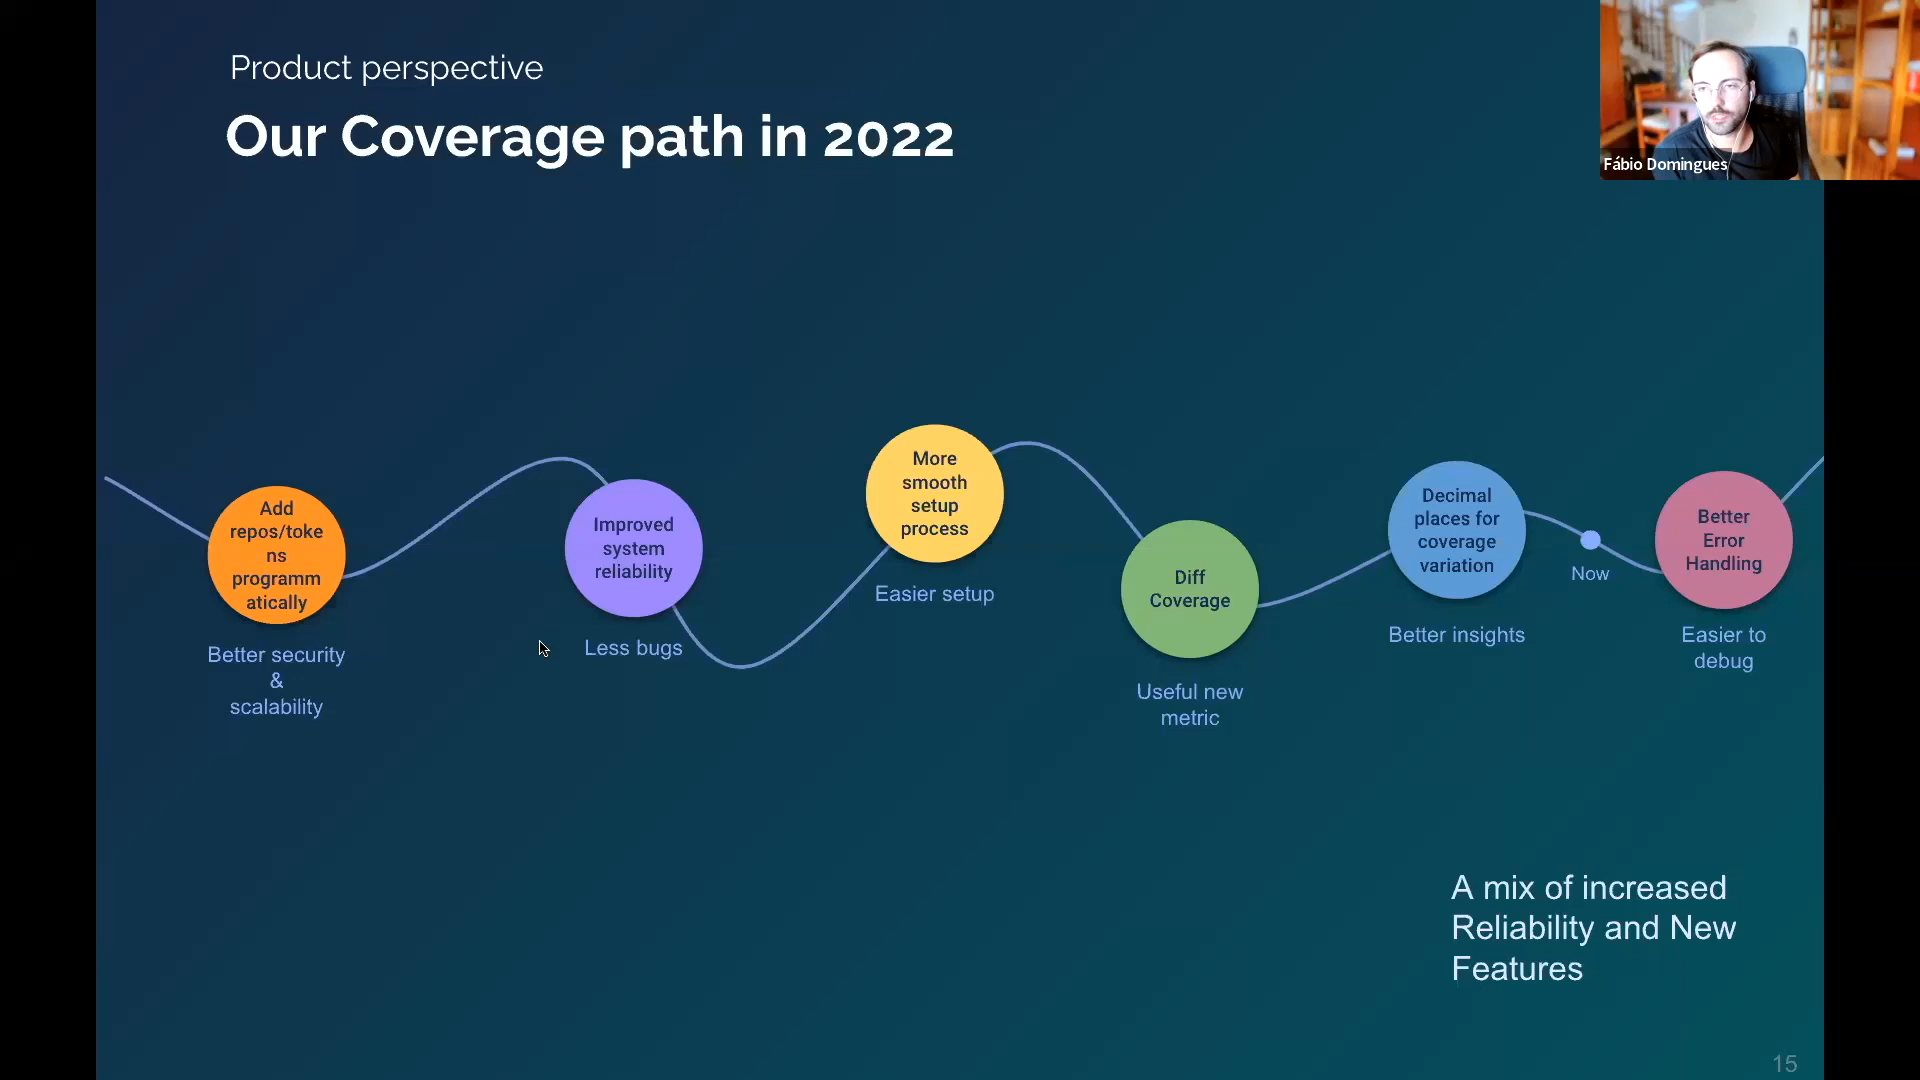 Product perspective
Our Coverage path in 2022
Fábio Domingues
Add
repos/toke
ns
programm
atically
Better security
&
scalability
Improved
system
reliability
Less bugs
More
smooth
setup
process
Easier setup
Diff
Coverage
Useful new
metric
Decimal
places for
coverage
variation
Better insights
Now
Better
Error
Handling
Easier to
debug
A mix of increased
Reliability and New
Features
15